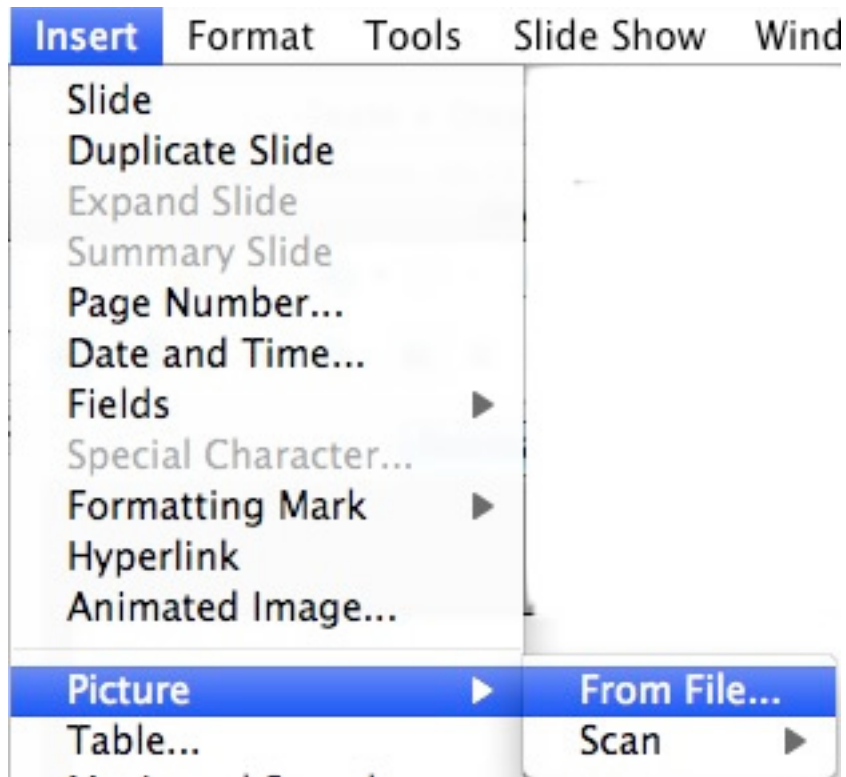 Insert Format Tools Slide Show Wind
Slide
Duplicate Slide
Expand Slide
Summary Slide
Page Number...
Date and Time...
Fields
Special Character...
Formatting Mark
Hyperlink
Animated Image...
Picture From File...
Table... Scan